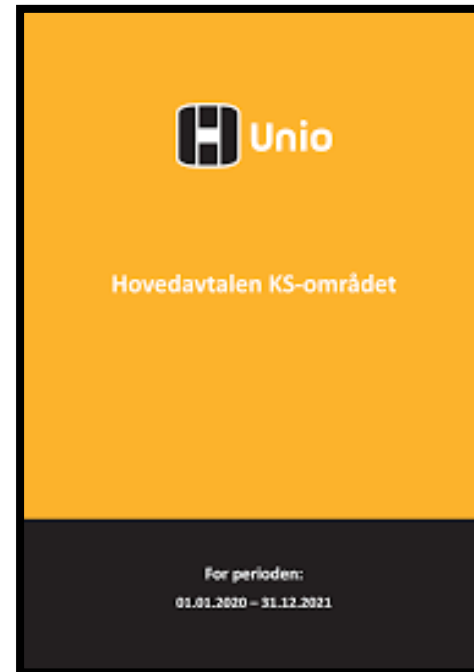 Unio
Hovedavtalen KS-området
For perioden:
01.01.2020 – 31.12.2021